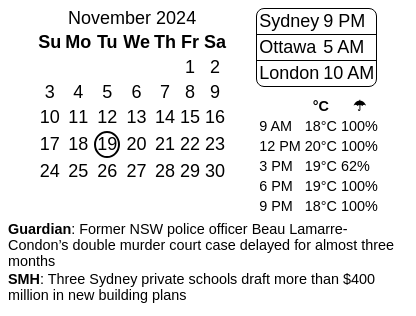 November 2024
Su Mo Tu We Th Fr Sa
1 2
3 4 5 6 7 8 9
10 11 12 13 14 15 16
17 18 19 20 21 22 23
24 25 26 27 28 29 30
Sydney 9 PM
Ottawa 5 AM
London 10 AM
°C ☂
9 AM 18°C 100%
12 PM 20°C 100%
3 PM 19°C 62%
6 PM 19°C 100%
9 PM 18°C 100%
Guardian: Former NSW police officer Beau Lamarre-
Condon’s double murder court case delayed for almost three
months
SMH: Three Sydney private schools draft more than $400
million in new building plans